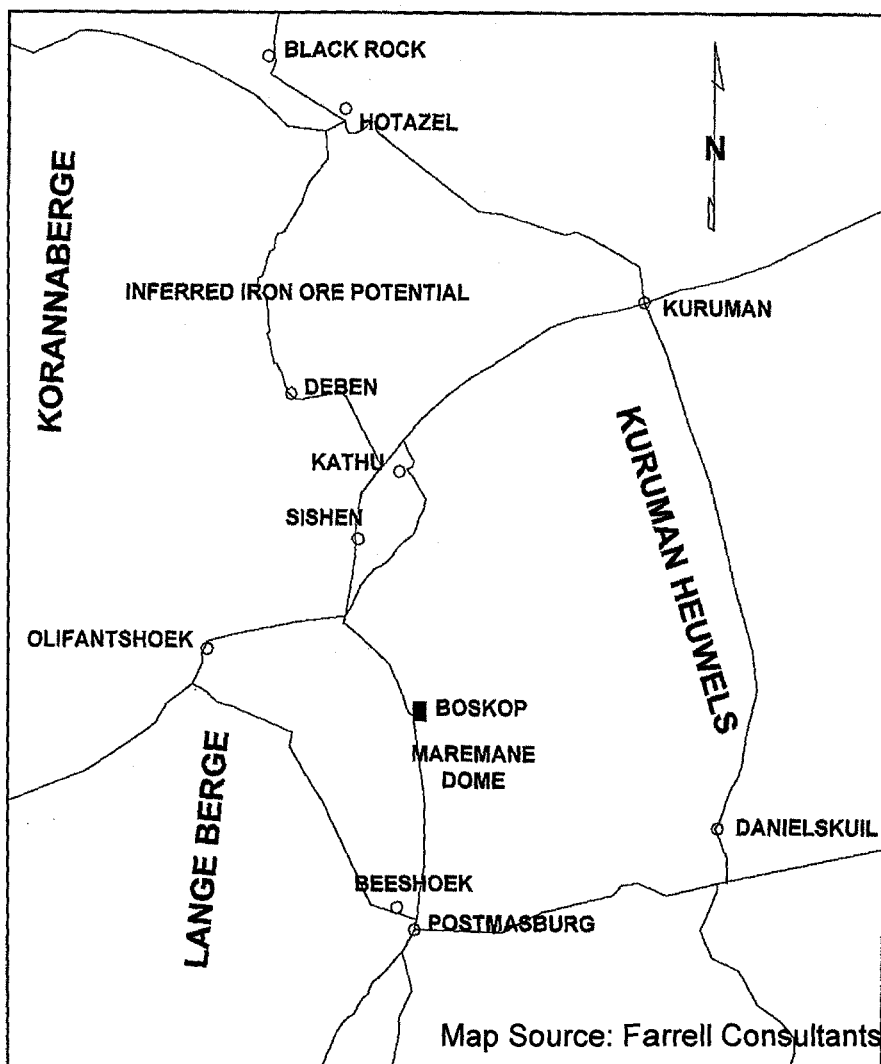 BLACK ROCK
HOTAZEL
N
KORANNABERGE
INFERRED IRON ORE POTENTIAL
KURUMAN
DEBEN
KURUMAN HEUWELS
KATHU
SISHEN
OLIFANTSHOEK
BOSKOP
MAREMANE
DOME
LANGE BERGE
DANIELSKUIL
BEESHOEK
POSTMASBURG
Map Source: Farrell Consultants